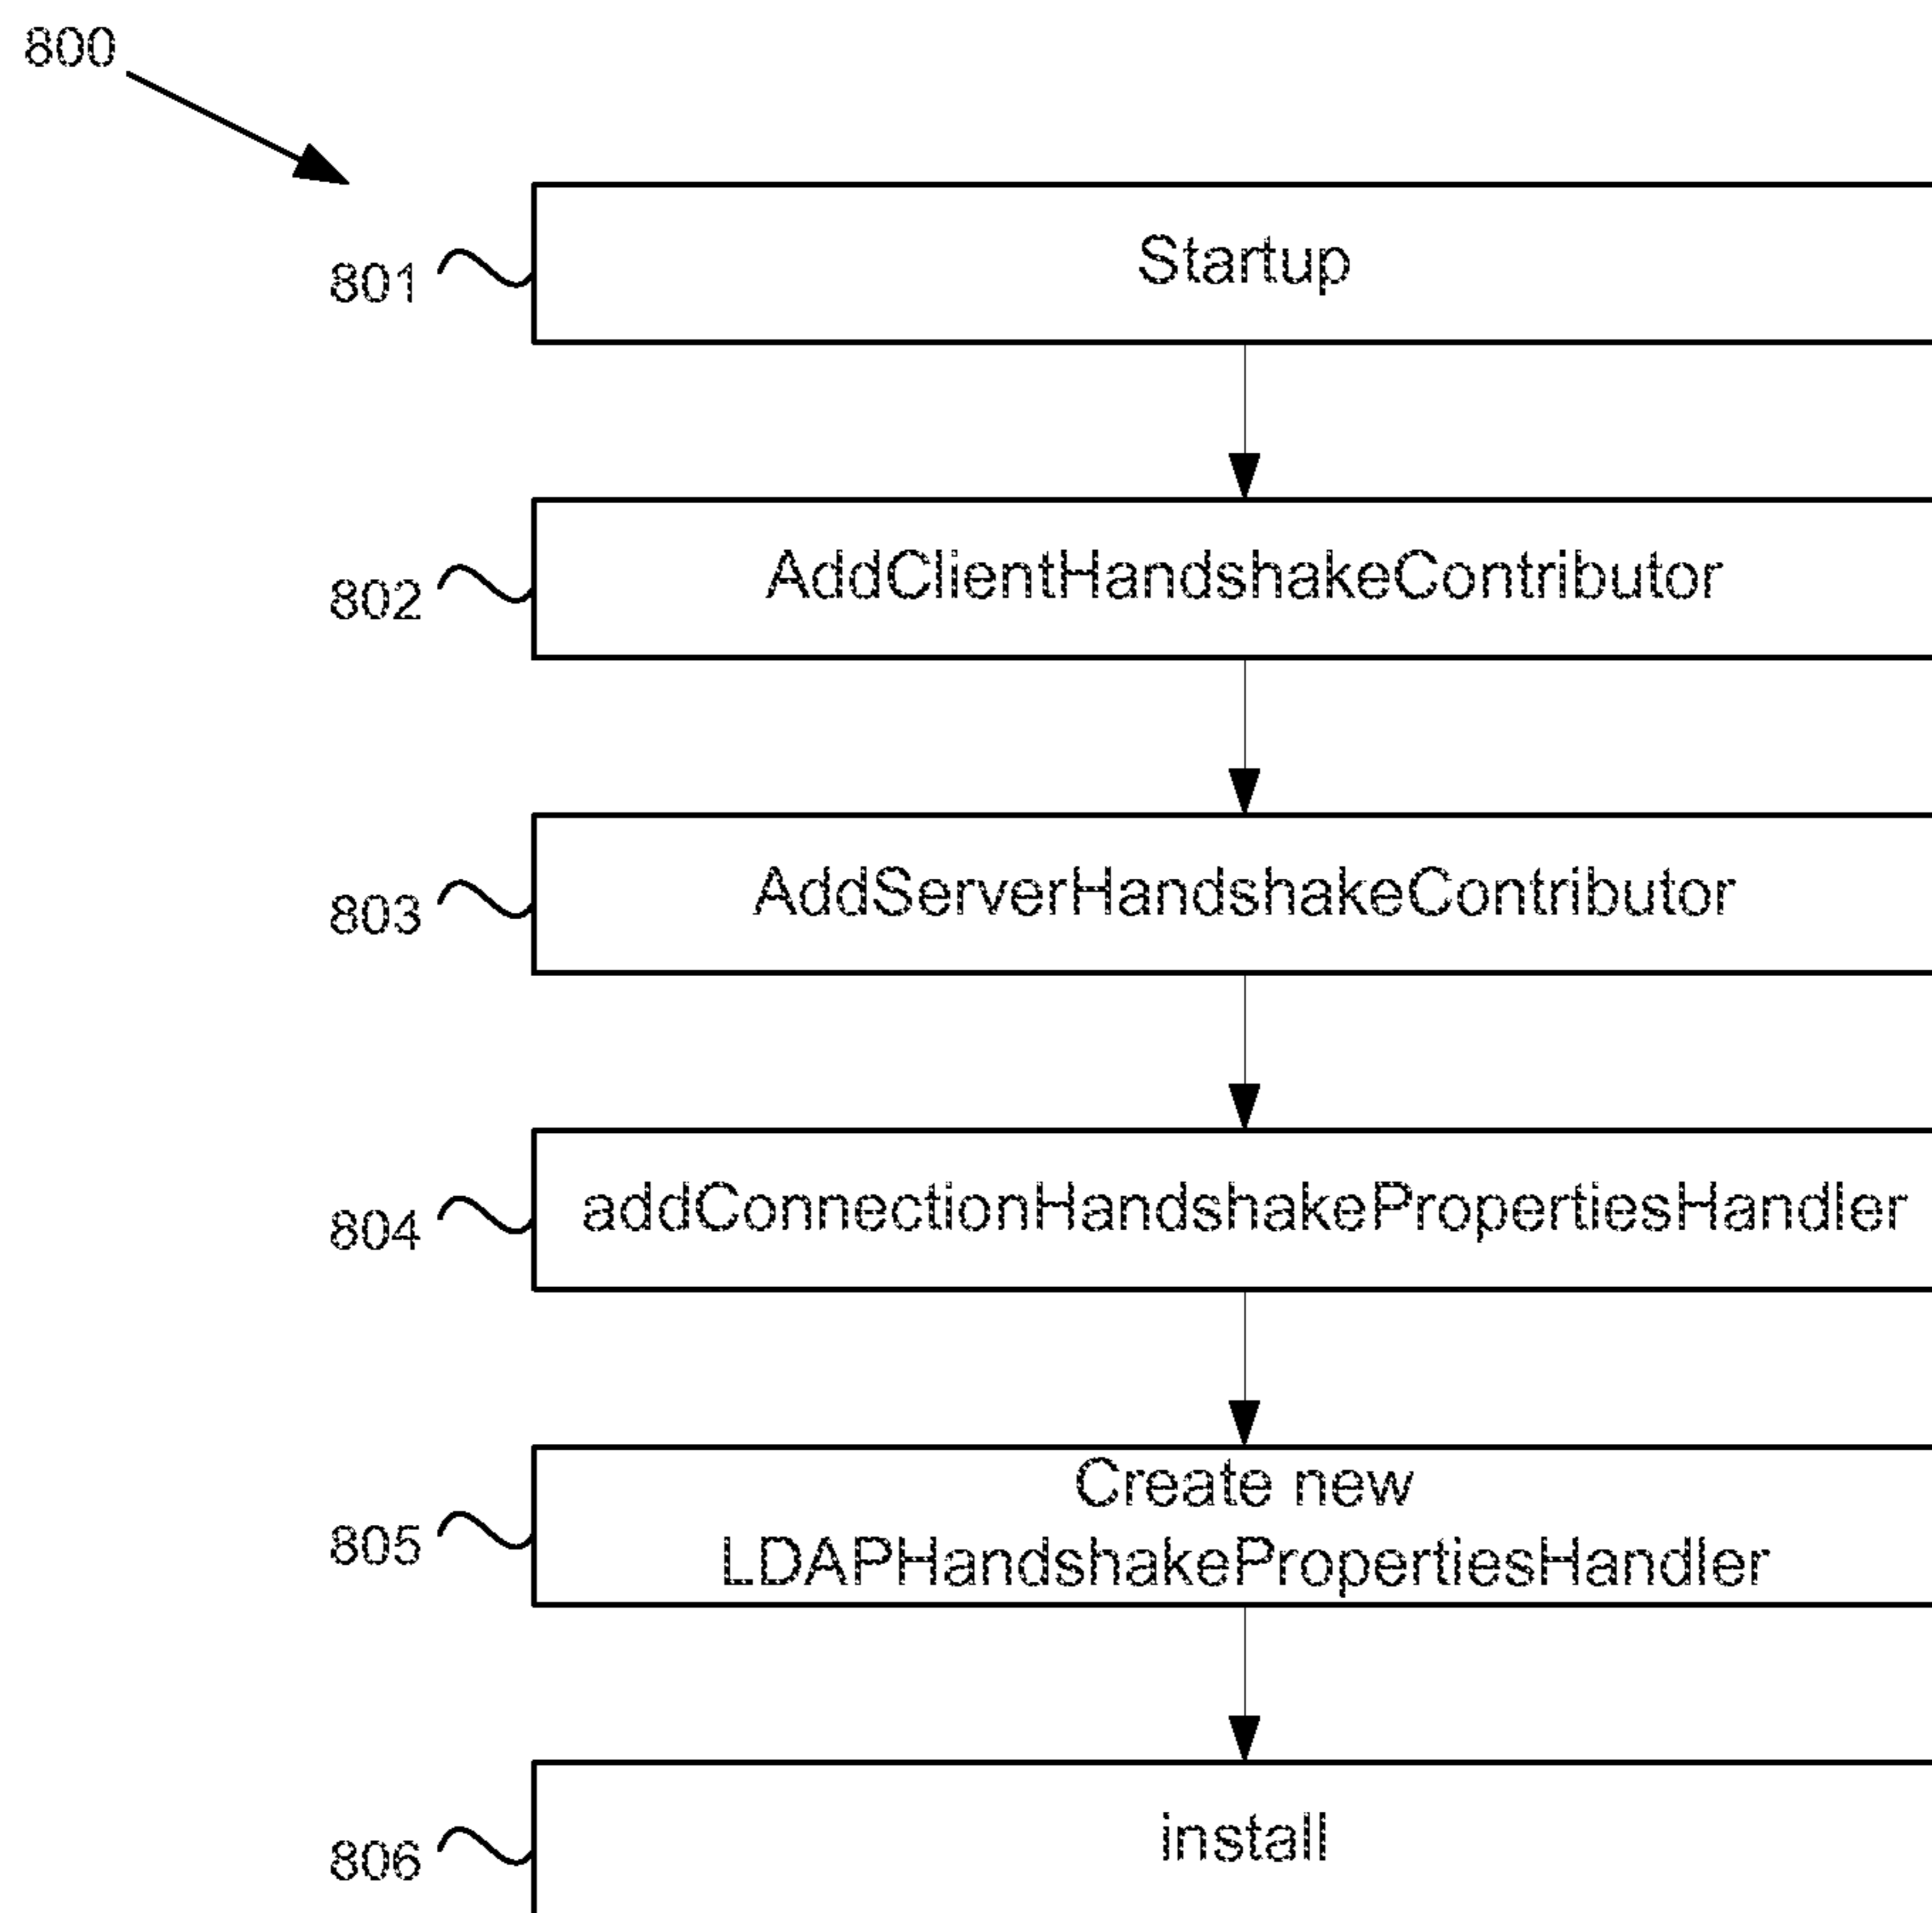 800
801
Startup
802
AddClientHandshakeContributor
803
AddServerHandshakeContributor
804
addConnectionHandshakePropertiesHandler
805
Create new
LDAPHandshakePropertiesHandler
806
install